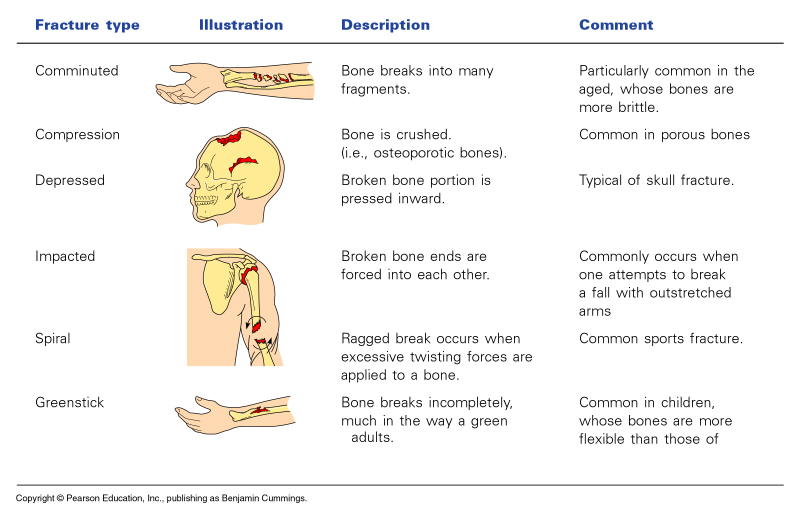 Fracture type Illustration Description Comment
Comminuted
Bone breaks into many
fragments.
Particularly common in the
aged, whose bones are
more brittle.
Compression
Bone is crushed.
(i.e., osteoporotic bones).
Common in porous bones
Depressed
Broken bone portion is
pressed inward.
Typical of skull fracture.
Impacted
Broken bone ends are
forced into each other.
Commonly occurs when
one attempts to break
a fall with outstretched
arms
Spiral
Ragged break occurs when
excessive twisting forces are
applied to a bone.
Common sports fracture.
Greenstick
Bone breaks incompletely,
much in the way a green
adults.
Common in children,
whose bones are more
flexible than those of
Copyright © Pearson Education, Inc., publishing as Benjamin Cummings.